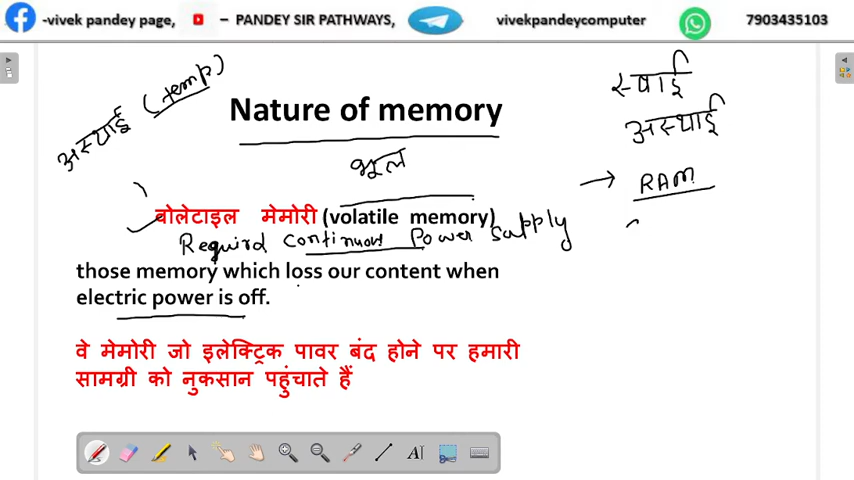 -vivek pandey page, – PANDEY SIR PATHWAYS, vivekpandeycomputer 7903435103
स्थाई
अस्थाई (temp)
Nature of memory
अस्थाई
भूल
→ RAM
वोलेटाइल मेमोरी (volatile memory)
Requird continuous Power Supply
those memory which loss our content when
electric power is off.
वे मेमोरी जो इलेक्ट्रिक पावर बंद होने पर हमारी
सामग्री को नुकसान पहुंचाते हैं